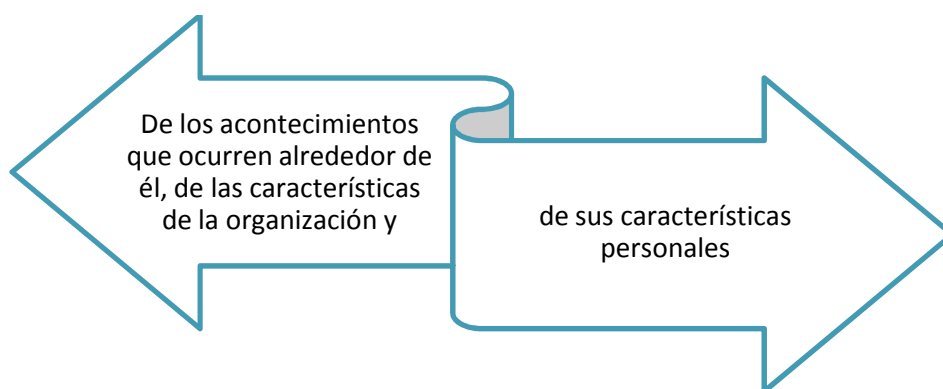 De los acontecimientos
que ocurren alrededor de
él, de las características
de la organización y
de sus características
personales